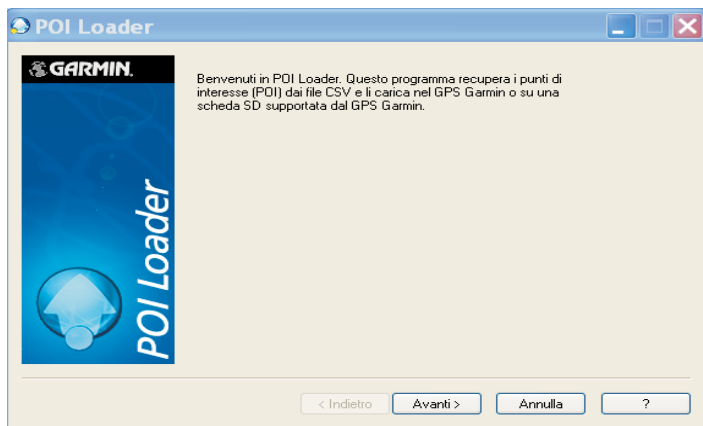 POI Loader
GARMIN.
POI Loader
Benvenuti in POI Loader. Questo programma recupera i punti di
interesse (POI) dai file CSV e li carica nel GPS Garmin o su una
scheda SD supportata dal GPS Garmin.
< Indietro
Avanti >
Annulla
?